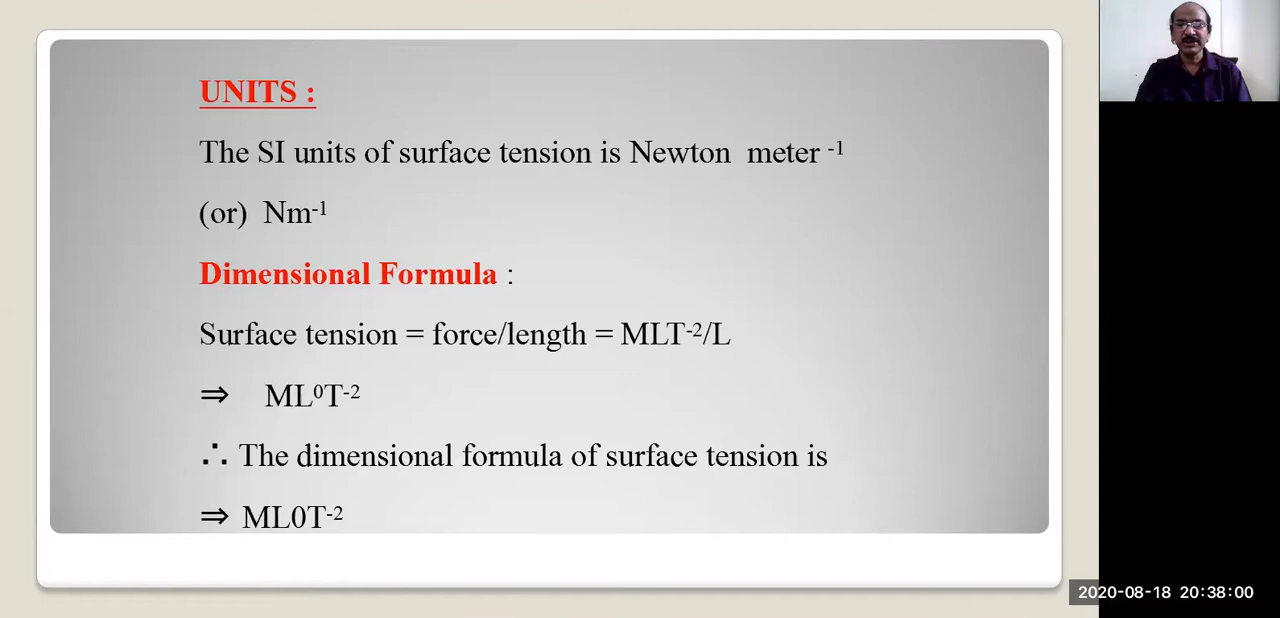 UNITS :
The SI units of surface tension is Newton meter ⁻¹
(or) Nm⁻¹
Dimensional Formula :
Surface tension = force/length = MLT⁻²/L
⇒ ML⁰T⁻²
∴ The dimensional formula of surface tension is
⇒ ML0T⁻²
2020-08-18 20:38:00